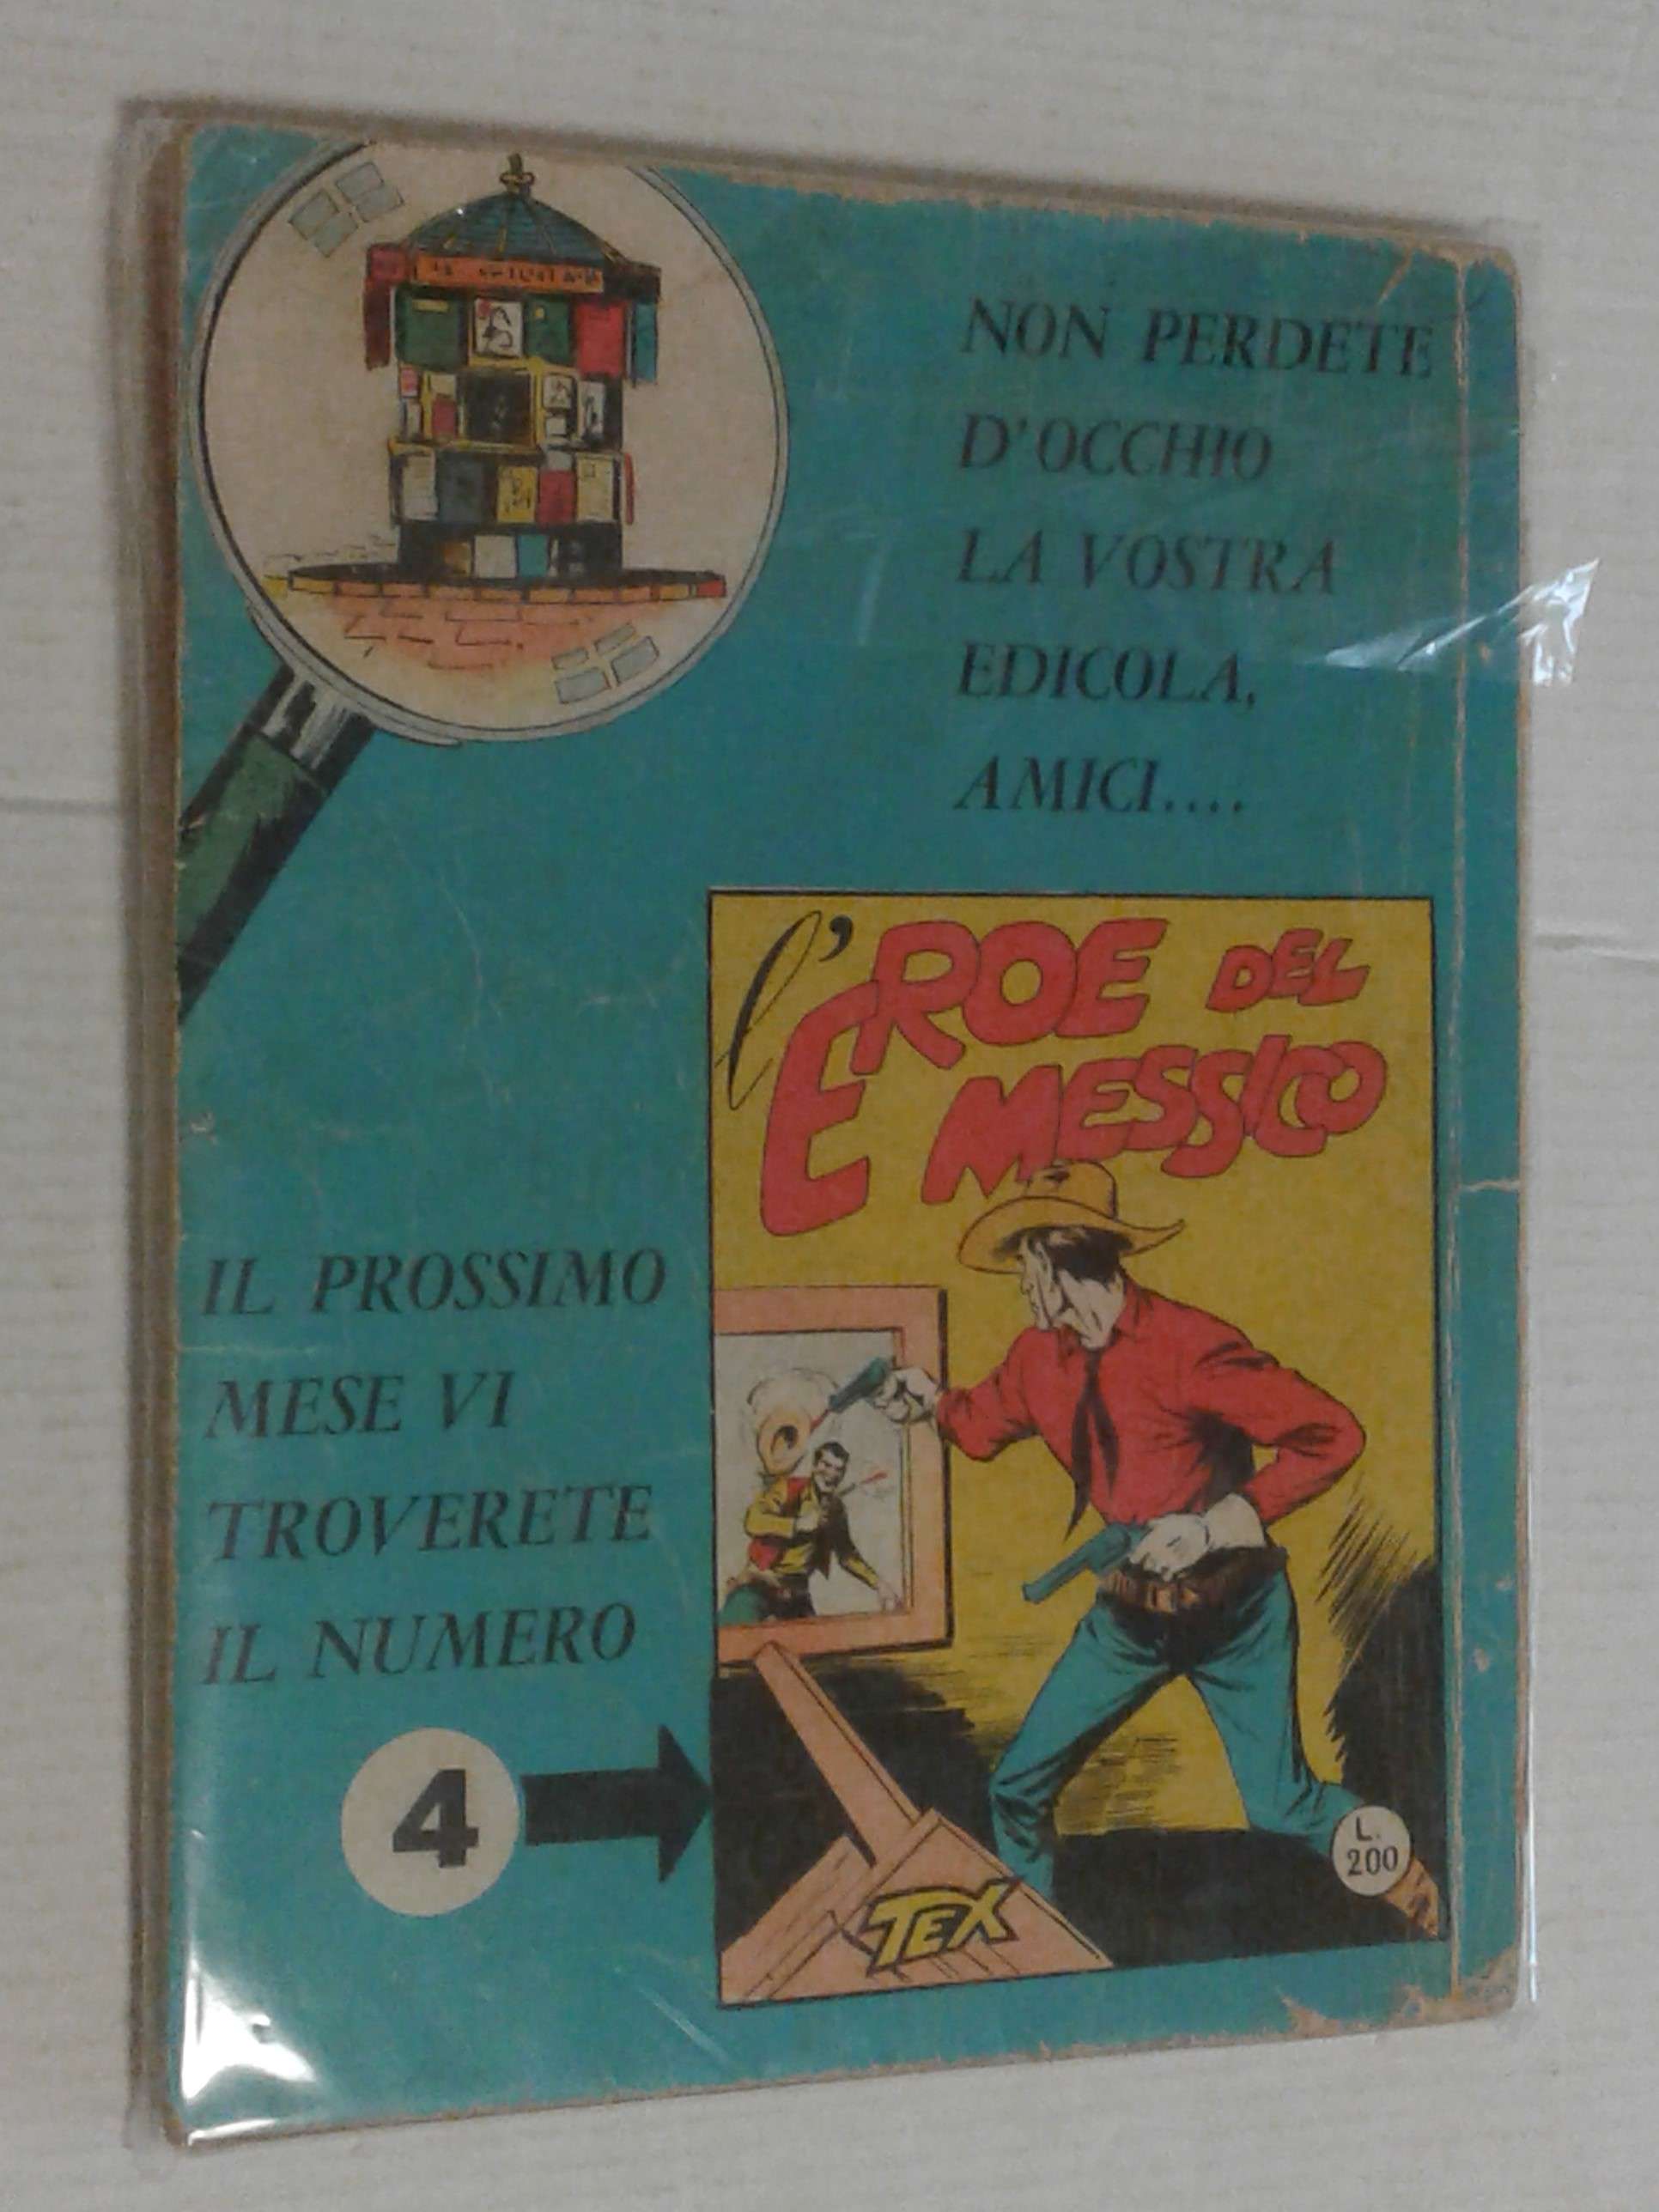 NON PERDETE
D'OCCHIO
LA VOSTRA
EDICOLA,
AMICI....
l'EROE DEL
MESSICO
IL PROSSIMO
MESE VI
TROVERETE
IL NUMERO
4
L.
200
TEX